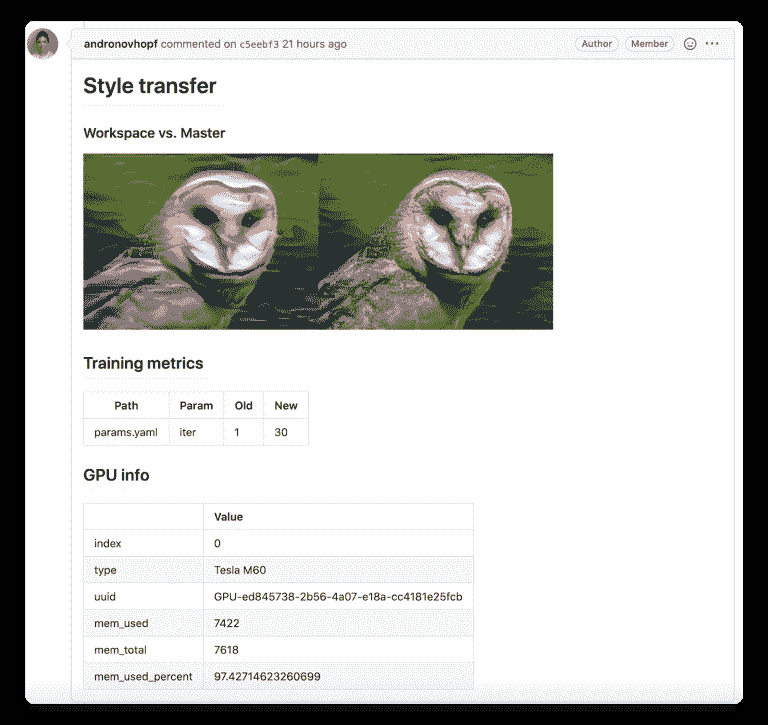 andronovhopf commented on c5eebf3 21 hours ago Author Member
Style transfer
Workspace vs. Master
Training metrics
Path Param Old New
params.yaml iter 1 30
GPU info
Value
index 0
type Tesla M60
uuid GPU-ed845738-2b56-4a07-e18a-cc4181e25fcb
mem_used 7422
mem_total 7618
mem_used_percent 97.42714623260699